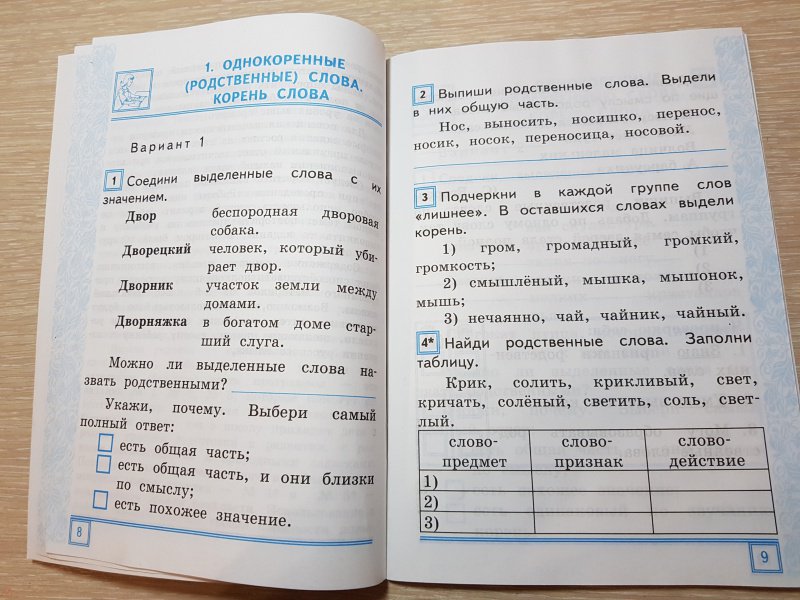 1. ОДНОКОРЕННЫЕ
(РОДСТВЕННЫЕ) СЛОВА.
КОРЕНЬ СЛОВА
Вариант 1
1 Соедини выделенные слова с их
значением.
Двор беспородная дворовая
собака.
Дворецкий человек, который уби-
рает двор.
Дворник участок земли между
домами.
Дворняжка в богатом доме стар-
ший слуга.
Можно ли выделенные слова на-
звать родственными?
Укажи, почему. Выбери самый
полный ответ:
есть общая часть;
есть общая часть, и они близки
по смыслу;
есть похожее значение.
8
2 Выпиши родственные слова. Выдели
в них общую часть.
Нос, выносить, носишко, перенос,
носик, носок, переносица, носовой.
3 Подчеркни в каждой группе слов
«лишнее». В оставшихся словах выдели
корень.
1) гром, громадный, громкий,
громкость;
2) смышлёный, мышка, мышонок,
мышь;
3) нечаянно, чай, чайник, чайный.
4* Найди родственные слова. Заполни
таблицу.
Крик, солить, крикливый, свет,
кричать, солёный, светить, соль, свет-
лый.
слово- слово- слово-
предмет признак действие
1)
2)
3)
9